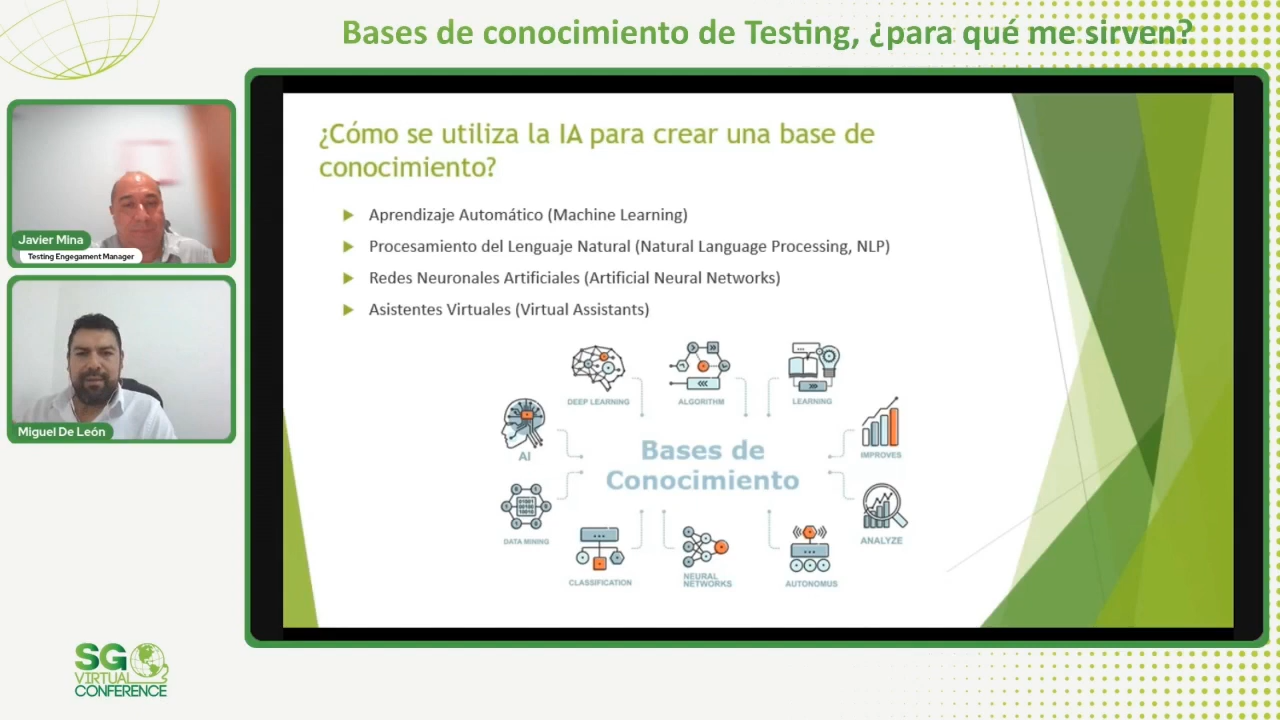 Bases de conocimiento de Testing, ¿para qué me sirven?
Javier Mina
Testing Engegament Manager
Miguel De León
SG
VIRTUAL
CONFERENCE
¿Cómo se utiliza la IA para crear una base de
conocimiento?
Aprendizaje Automático (Machine Learning)
Procesamiento del Lenguaje Natural (Natural Language Processing, NLP)
Redes Neuronales Artificiales (Artificial Neural Networks)
Asistentes Virtuales (Virtual Assistants)
DEEP LEARNING
ALGORITHM
LEARNING
AI
Bases de
Conocimiento
IMPROVES
DATA MINING
ANALYZE
CLASSIFICATION
NEURAL
NETWORKS
AUTONOMUS